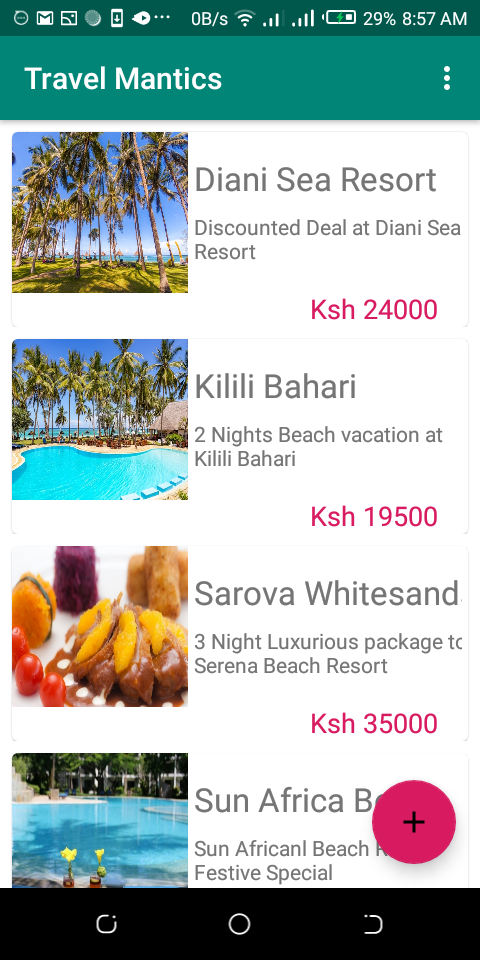 0B/s 29% 8:57 AM
Travel Mantics
Diani Sea Resort
Discounted Deal at Diani Sea
Resort
Ksh 24000
Kilili Bahari
2 Nights Beach vacation at
Kilili Bahari
Ksh 19500
Sarova Whitesand
3 Night Luxurious package to
Serena Beach Resort
Ksh 35000
Sun Africa
Sun Africanl Beach
Festive Special